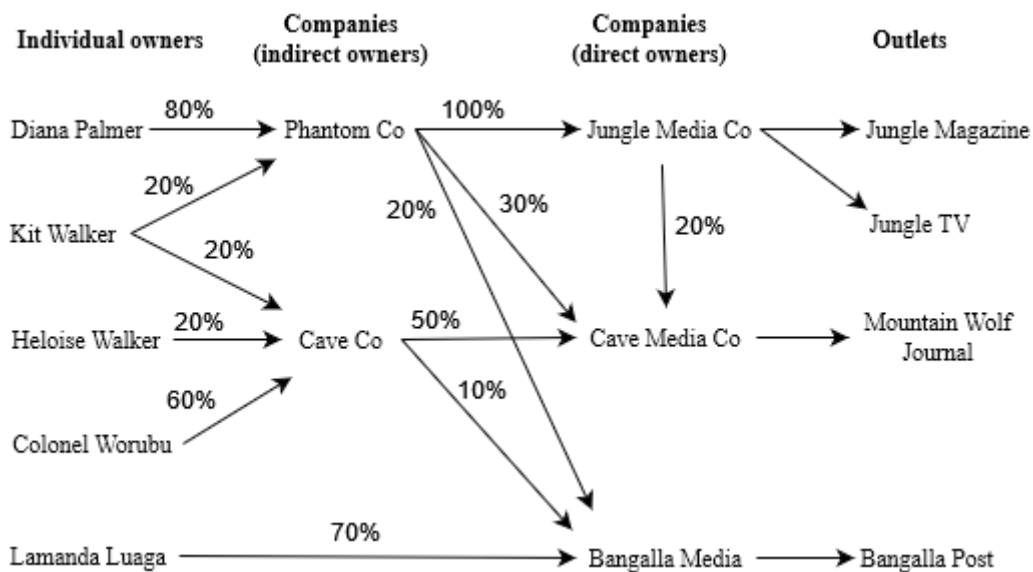 Individual owners
Companies
(indirect owners)
Companies
(direct owners)
Outlets
Diana Palmer
80%
Phantom Co
100%
Jungle Media Co
Jungle Magazine
20%
20%
30%
20%
Kit Walker
20%
Jungle TV
Heloise Walker
20%
Cave Co
50%
Cave Media Co
Mountain Wolf
Journal
10%
60%
Colonel Worubu
Lamanda Luaga
70%
Bangalla Media
Bangalla Post